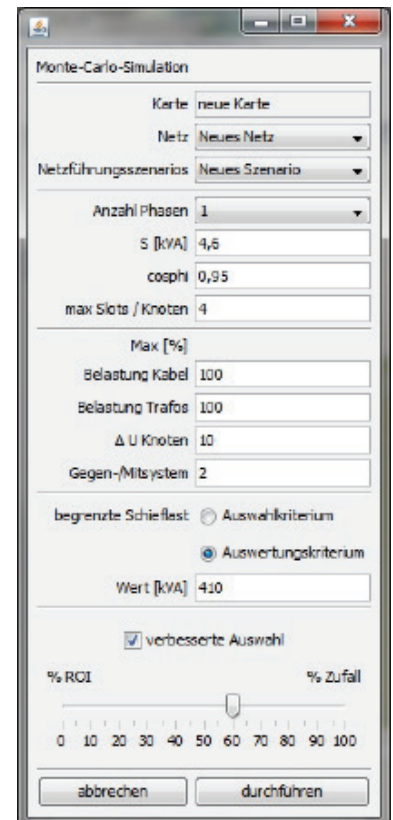 Monte-Carlo-Simulation
Karte neue Karte
Netz Neues Netz
Netzführungsszenarios Neues Szenario
Anzahl Phasen 1
S [kVA] 4,6
cosphi 0,95
max Slots / Knoten 4
Max [%]
Belastung Kabel 100
Belastung Trafos 100
Δ U Knoten 10
Gegen-/Mitsystem 2
begrenzte Schieflast Auswahlkriterium
Auswertungskriterium
Wert [kVA] 410
verbesserte Auswahl
% ROI % Zufall
0 10 20 30 40 50 60 70 80 90 100
abbrechen durchführen